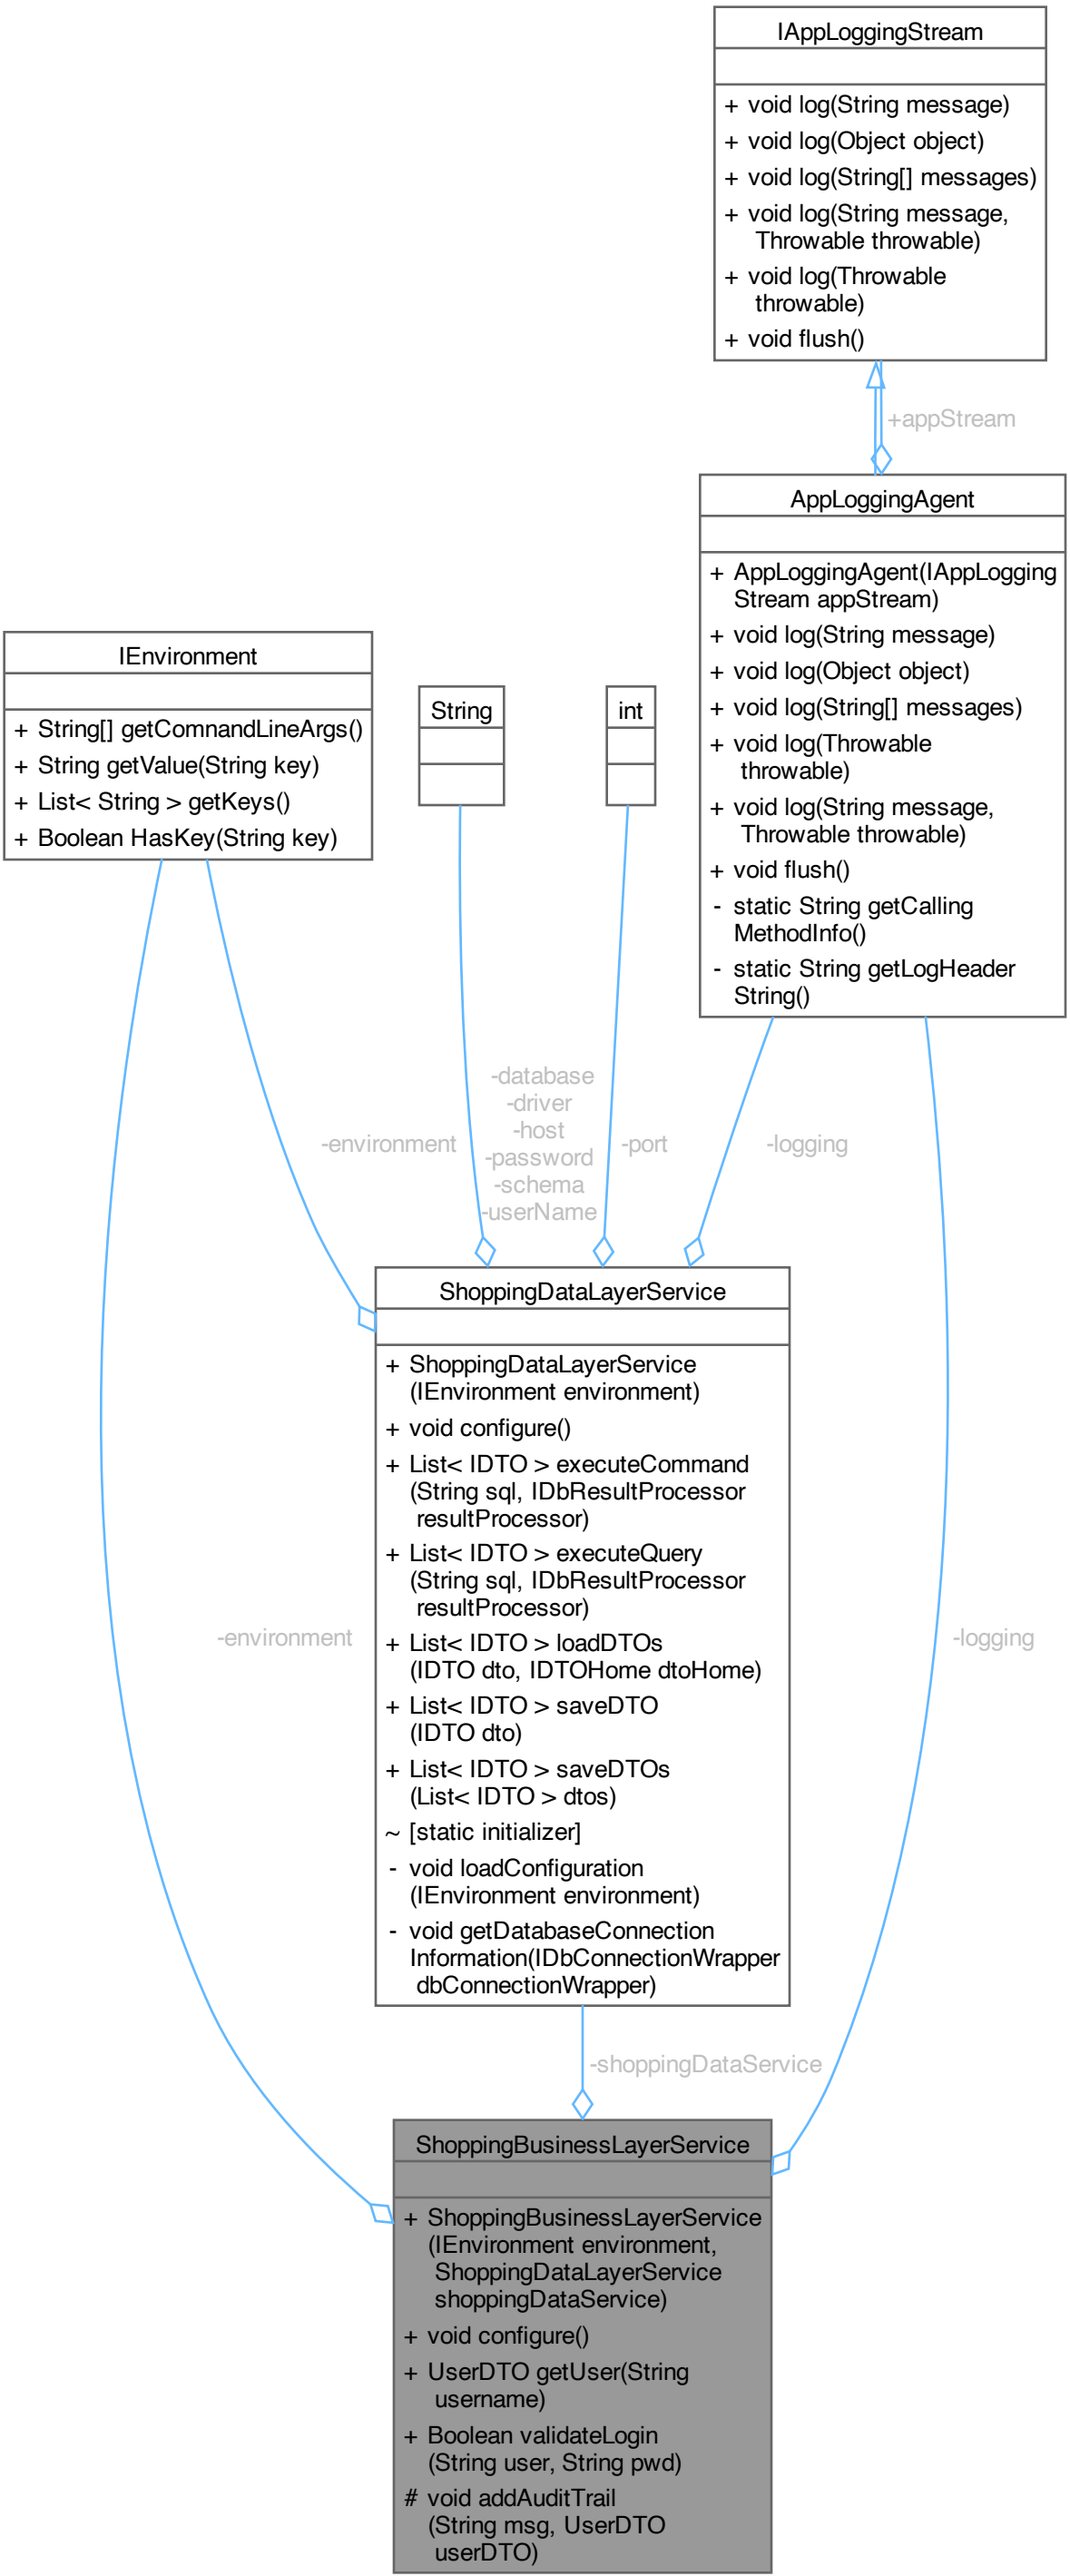 IAppLoggingStream
+ void log(String message)
+ void log(Object object)
+ void log(String[] messages)
+ void log(String message,
Throwable throwable)
+ void log(Throwable
throwable)
+ void flush()
+appStream
AppLoggingAgent
+ AppLoggingAgent(IAppLogging
Stream appStream)
+ void log(String message)
+ void log(Object object)
+ void log(String[] messages)
+ void log(Throwable
throwable)
+ void log(String message,
Throwable throwable)
+ void flush()
- static String getCalling
MethodInfo()
- static String getLogHeader
String()
IEnvironment
+ String[] getComnandLineArgs()
+ String getValue(String key)
+ List< String > getKeys()
+ Boolean HasKey(String key)
String
int
-environment
-database
-driver
-host
-password
-schema
-userName
-port
-logging
ShoppingDataLayerService
+ ShoppingDataLayerService
(IEnvironment environment)
+ void configure()
+ List< IDTO > executeCommand
(String sql, IDbResultProcessor
resultProcessor)
+ List< IDTO > executeQuery
(String sql, IDbResultProcessor
resultProcessor)
+ List< IDTO > loadDTOs
(IDTO dto, IDTOHome dtoHome)
+ List< IDTO > saveDTO
(IDTO dto)
+ List< IDTO > saveDTOs
(List< IDTO > dtos)
~ [static initializer]
- void loadConfiguration
(IEnvironment environment)
- void getDatabaseConnection
Information(IDbConnectionWrapper
dbConnectionWrapper)
-environment
-logging
-shoppingDataService
ShoppingBusinessLayerService
+ ShoppingBusinessLayerService
(IEnvironment environment,
ShoppingDataLayerService
shoppingDataService)
+ void configure()
+ UserDTO getUser(String
username)
+ Boolean validateLogin
(String user, String pwd)
# void addAuditTrail
(String msg, UserDTO
userDTO)